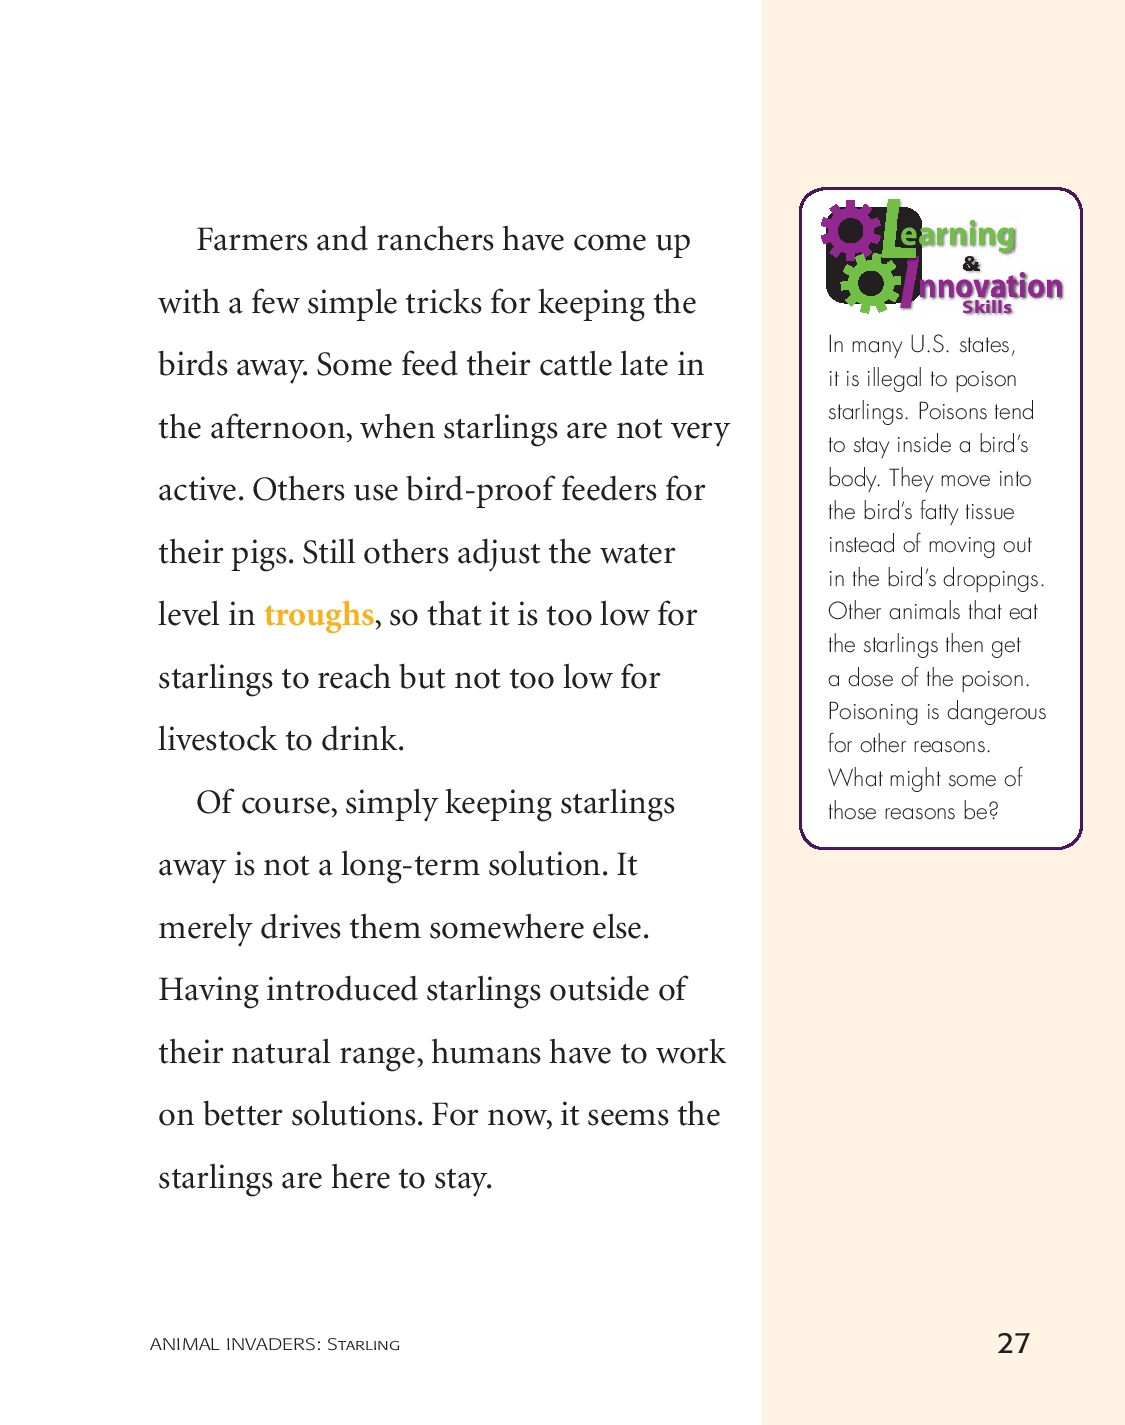 Farmers and ranchers have come up
with a few simple tricks for keeping the
birds away. Some feed their cattle late in
the afternoon, when starlings are not very
active. Others use bird-proof feeders for
their pigs. Still others adjust the water
level in troughs, so that it is too low for
starlings to reach but not too low for
livestock to drink.
Of course, simply keeping starlings
away is not a long-term solution. It
merely drives them somewhere else.
Having introduced starlings outside of
their natural range, humans have to work
on better solutions. For now, it seems the
starlings are here to stay.
Learning
&
Innovation
Skills
In many U.S. states,
it is illegal to poison
starlings. Poisons tend
to stay inside a bird’s
body. They move into
the bird’s fatty tissue
instead of moving out
in the bird’s droppings.
Other animals that eat
the starlings then get
a dose of the poison.
Poisoning is dangerous
for other reasons.
What might some of
those reasons be?
ANIMAL INVADERS: Starling
27